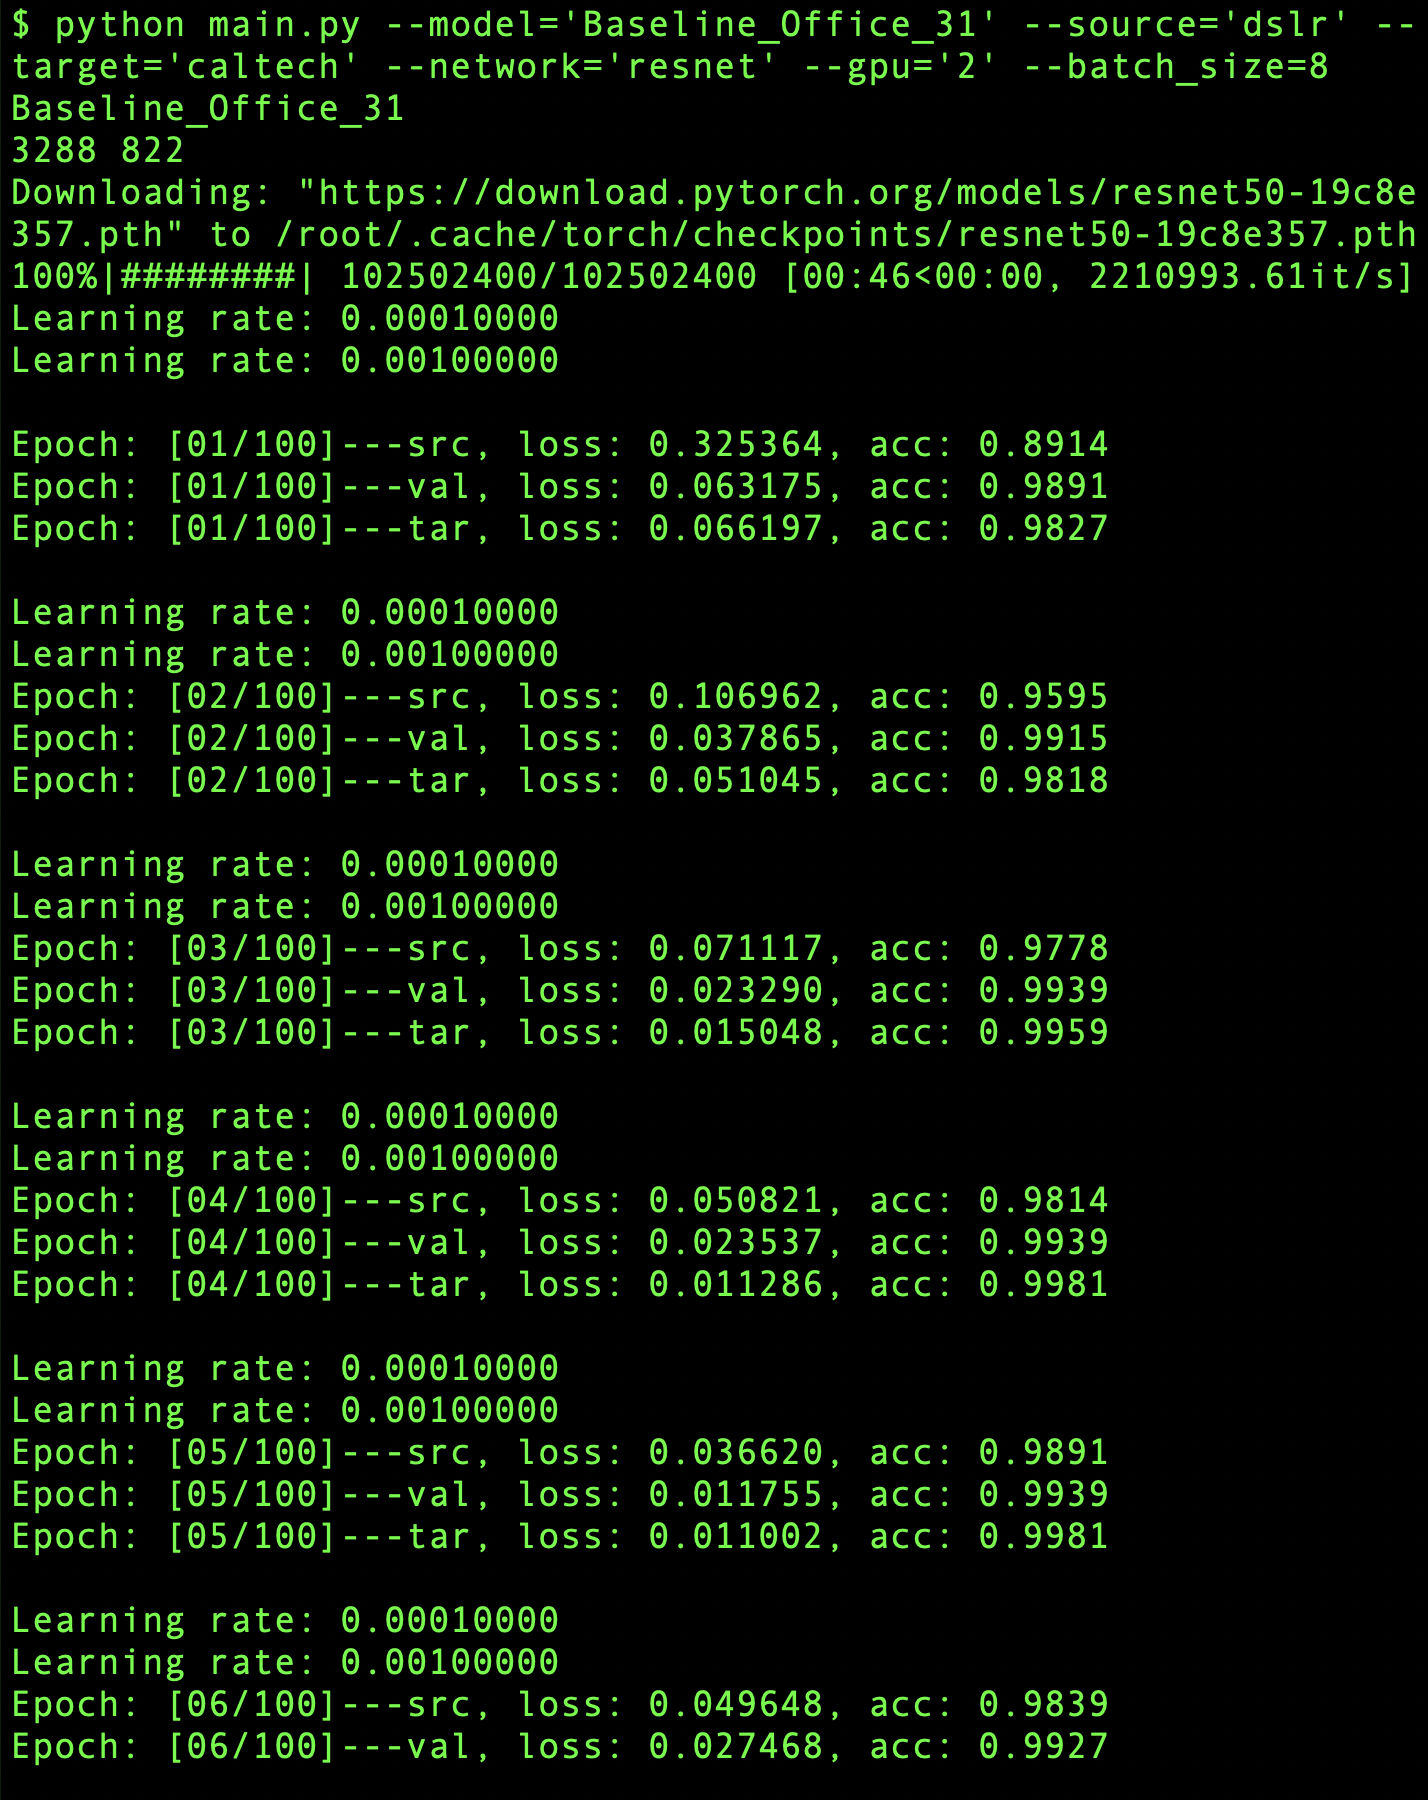 $ python main.py --model='Baseline_Office_31' --source='dslr' --
target='caltech' --network='resnet' --gpu='2' --batch_size=8
Baseline_Office_31
3288 822
Downloading: "https://download.pytorch.org/models/resnet50-19c8e
357.pth" to /root/.cache/torch/checkpoints/resnet50-19c8e357.pth
100%|########| 102502400/102502400 [00:46<00:00, 2210993.61it/s]
Learning rate: 0.00010000
Learning rate: 0.00100000
Epoch: [01/100]---src, loss: 0.325364, acc: 0.8914
Epoch: [01/100]---val, loss: 0.063175, acc: 0.9891
Epoch: [01/100]---tar, loss: 0.066197, acc: 0.9827
Learning rate: 0.00010000
Learning rate: 0.00100000
Epoch: [02/100]---src, loss: 0.106962, acc: 0.9595
Epoch: [02/100]---val, loss: 0.037865, acc: 0.9915
Epoch: [02/100]---tar, loss: 0.051045, acc: 0.9818
Learning rate: 0.00010000
Learning rate: 0.00100000
Epoch: [03/100]---src, loss: 0.071117, acc: 0.9778
Epoch: [03/100]---val, loss: 0.023290, acc: 0.9939
Epoch: [03/100]---tar, loss: 0.015048, acc: 0.9959
Learning rate: 0.00010000
Learning rate: 0.00100000
Epoch: [04/100]---src, loss: 0.050821, acc: 0.9814
Epoch: [04/100]---val, loss: 0.023537, acc: 0.9939
Epoch: [04/100]---tar, loss: 0.011286, acc: 0.9981
Learning rate: 0.00010000
Learning rate: 0.00100000
Epoch: [05/100]---src, loss: 0.036620, acc: 0.9891
Epoch: [05/100]---val, loss: 0.011755, acc: 0.9939
Epoch: [05/100]---tar, loss: 0.011002, acc: 0.9981
Learning rate: 0.00010000
Learning rate: 0.00100000
Epoch: [06/100]---src, loss: 0.049648, acc: 0.9839
Epoch: [06/100]---val, loss: 0.027468, acc: 0.9927